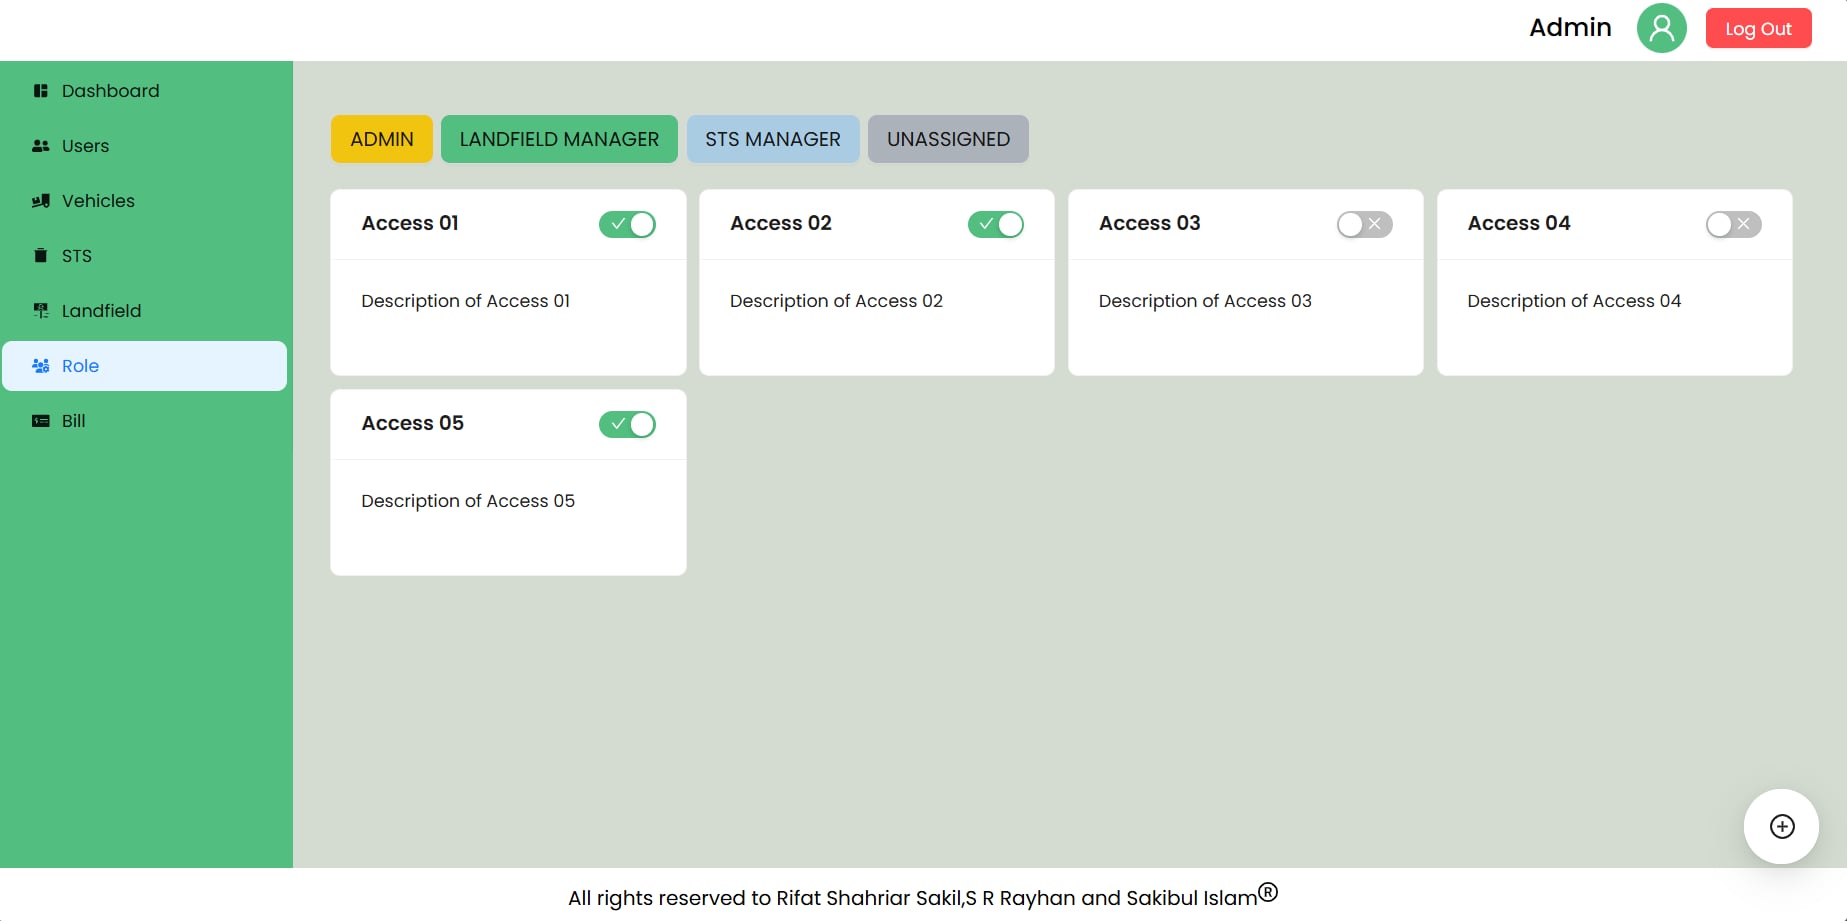 Admin
Log Out
Dashboard
Users
Vehicles
STS
Landfield
Role
Bill
ADMIN LANDFIELD MANAGER STS MANAGER UNASSIGNED
Access 01
Description of Access 01
Access 02
Description of Access 02
Access 03
Description of Access 03
Access 04
Description of Access 04
Access 05
Description of Access 05
All rights reserved to Rifat Shahriar Sakil,S R Rayhan and Sakibul Islam®